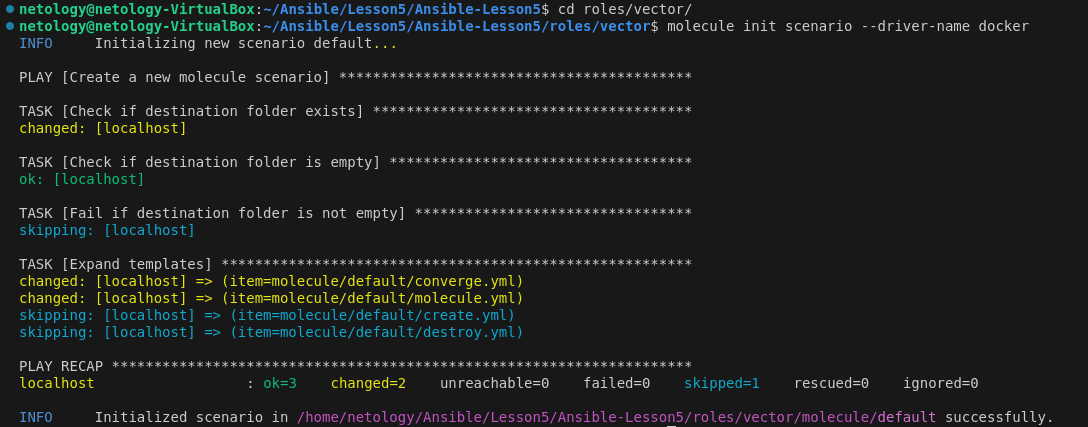 netology@netology-VirtualBox:~/Ansible/Lesson5/Ansible-Lesson5$ cd roles/vector/
netology@netology-VirtualBox:~/Ansible/Lesson5/Ansible-Lesson5/roles/vector$ molecule init scenario --driver-name docker
INFO     Initializing new scenario default...

PLAY [Create a new molecule scenario] ******************************************

TASK [Check if destination folder exists] **************************************
changed: [localhost]

TASK [Check if destination folder is empty] ************************************
ok: [localhost]

TASK [Fail if destination folder is not empty] *********************************
skipping: [localhost]

TASK [Expand templates] ********************************************************
changed: [localhost] => (item=molecule/default/converge.yml)
changed: [localhost] => (item=molecule/default/molecule.yml)
skipping: [localhost] => (item=molecule/default/create.yml)
skipping: [localhost] => (item=molecule/default/destroy.yml)

PLAY RECAP *********************************************************************
localhost                  : ok=3    changed=2    unreachable=0    failed=0    skipped=1    rescued=0    ignored=0

INFO     Initialized scenario in /home/netology/Ansible/Lesson5/Ansible-Lesson5/roles/vector/molecule/default successfully.